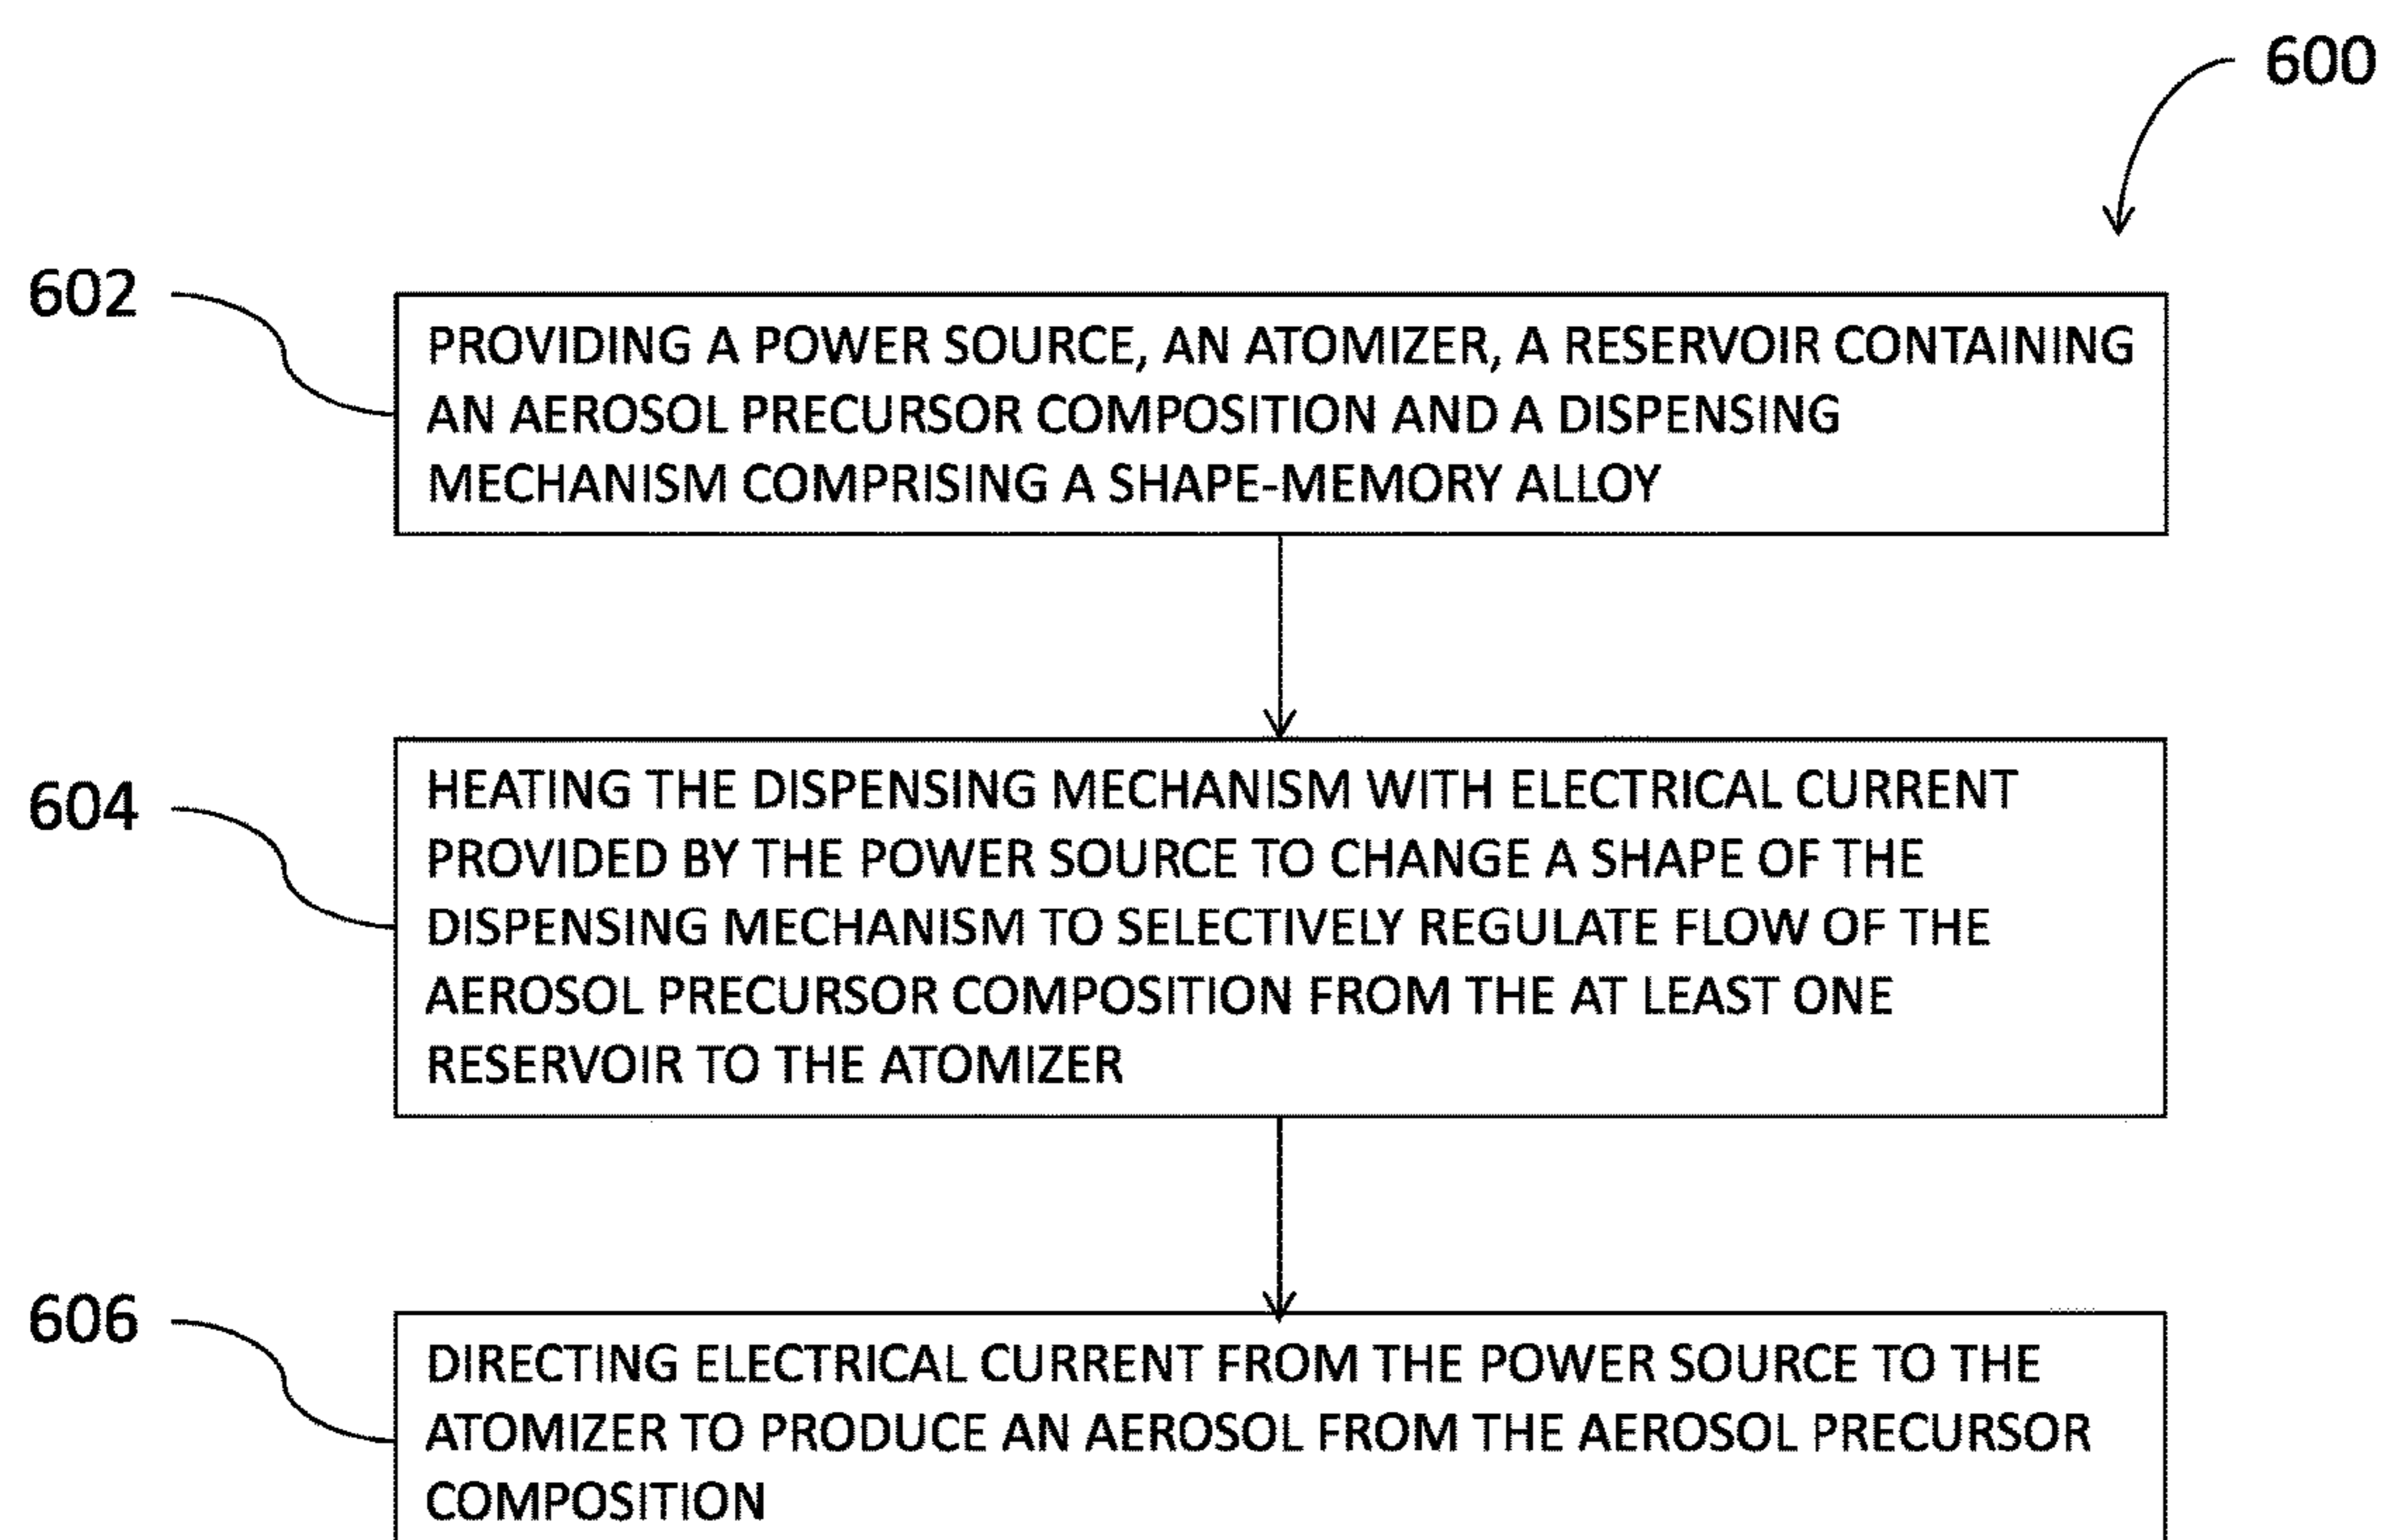 600
602
PROVIDING A POWER SOURCE, AN ATOMIZER, A RESERVOIR CONTAINING
AN AEROSOL PRECURSOR COMPOSITION AND A DISPENSING
MECHANISM COMPRISING A SHAPE-MEMORY ALLOY
604
HEATING THE DISPENSING MECHANISM WITH ELECTRICAL CURRENT
PROVIDED BY THE POWER SOURCE TO CHANGE A SHAPE OF THE
DISPENSING MECHANISM TO SELECTIVELY REGULATE FLOW OF THE
AEROSOL PRECURSOR COMPOSITION FROM THE AT LEAST ONE
RESERVOIR TO THE ATOMIZER
606
DIRECTING ELECTRICAL CURRENT FROM THE POWER SOURCE TO THE
ATOMIZER TO PRODUCE AN AEROSOL FROM THE AEROSOL PRECURSOR
COMPOSITION